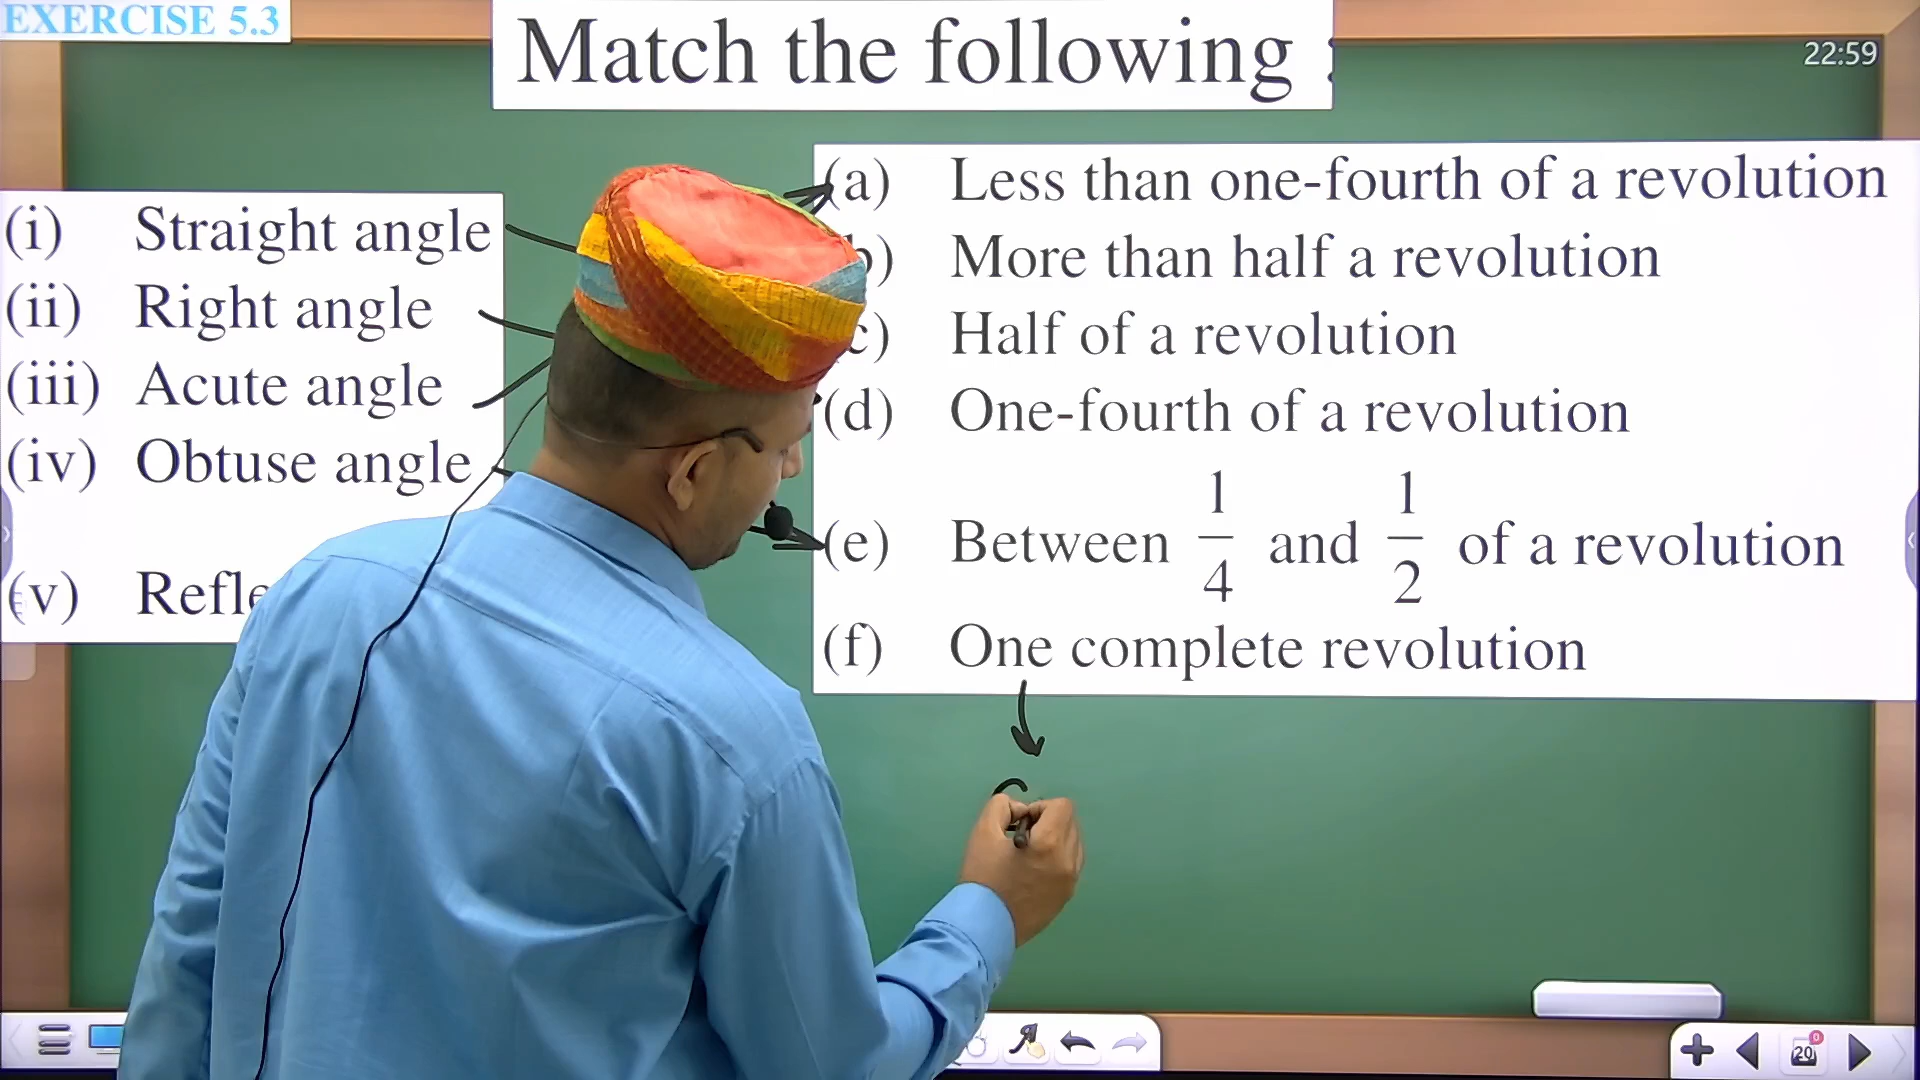 EXERCISE 5.3
Match the following :
22:59
(i) Straight angle
(ii) Right angle
(iii) Acute angle
(iv) Obtuse angle
(v) Refle
(a) Less than one-fourth of a revolution
b) More than half a revolution
c) Half of a revolution
(d) One-fourth of a revolution
(e) Between 1/4 and 1/2 of a revolution
(f) One complete revolution
20
0